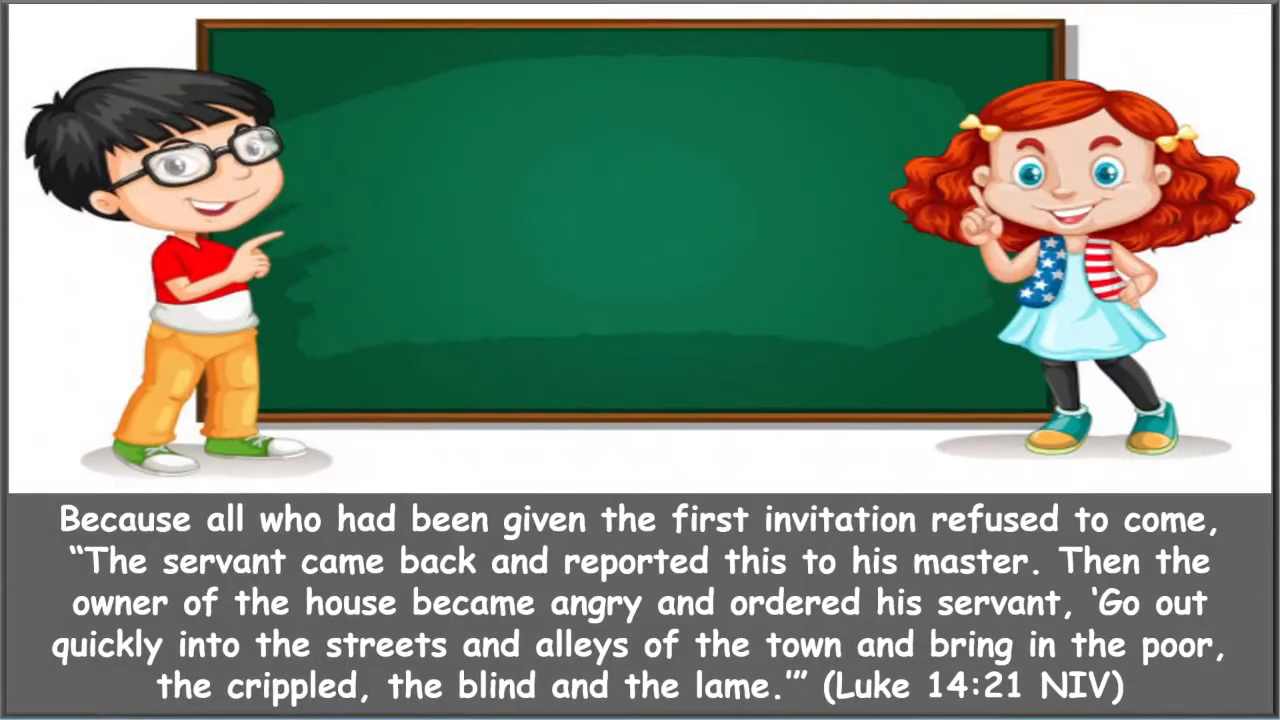 Because all who had been given the first invitation refused to come,
“The servant came back and reported this to his master. Then the
owner of the house became angry and ordered his servant, ‘Go out
quickly into the streets and alleys of the town and bring in the poor,
the crippled, the blind and the lame.’” (Luke 14:21 NIV)